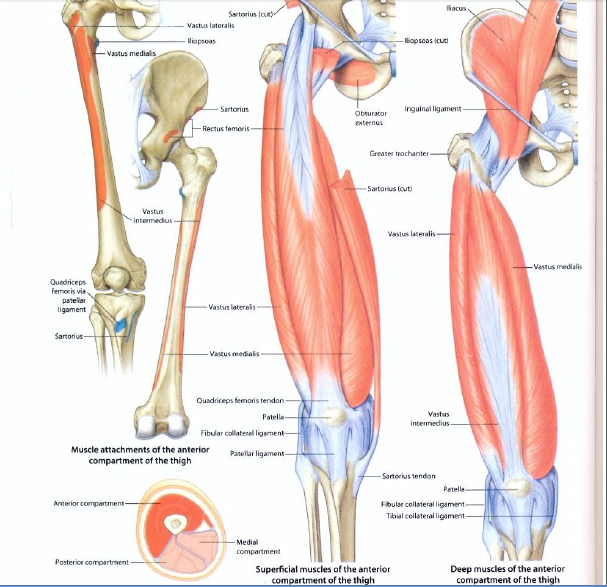 Vastus lateralis
Iliopsoas
Vastus medialis
Sartorius
Rectus femoris
Vastus
intermedius
Quadriceps
femoris via
patellar
ligament
Sartorius
Vastus lateralis
Vastus medialis
Muscle attachments of the anterior
compartment of the thigh
Anterior compartment
Medial
compartment
Posterior compartment
Sartorius (cut)
Obturator
externus
Sartorius (cut)
Quadriceps femoris tendon
Patella
Fibular collateral ligament
Patellar ligament
Sartorius tendon
Superficial muscles of the anterior
compartment of the thigh
Iliacus
Iliopsoas (cut)
Inguinal ligament
Greater trochanter
Vastus lateralis
Vastus medialis
Vastus
intermedius
Patella
Fibular collateral ligament
Tibial collateral ligament
Deep muscles of the anterior
compartment of the thigh